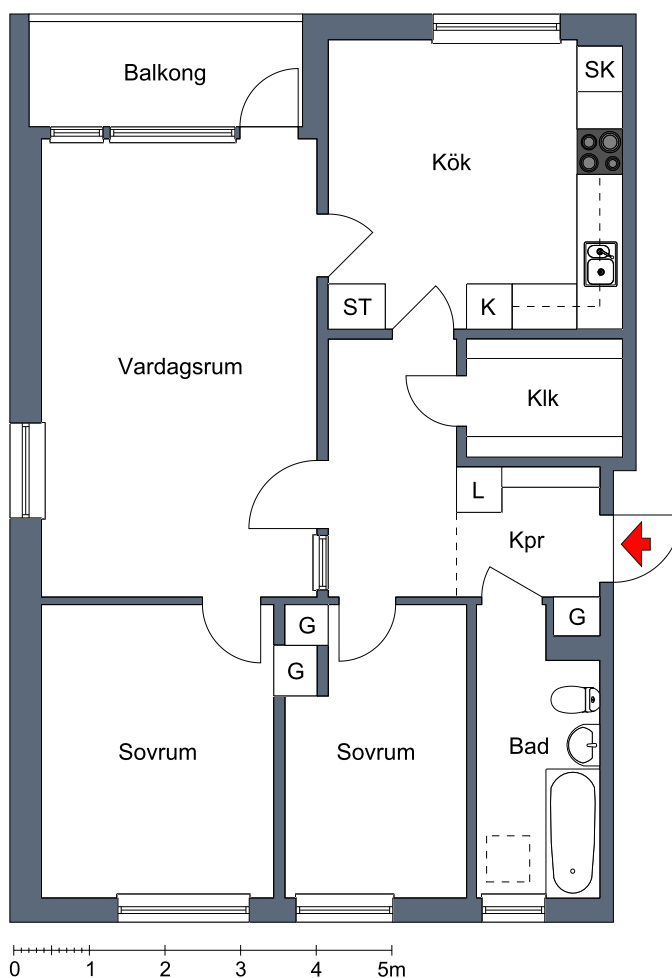 Balkong
SK
Kök
ST
K
Vardagsrum
Klk
L
Kpr
G
G
G
Sovrum
Sovrum
Bad
0 1 2 3 4 5m